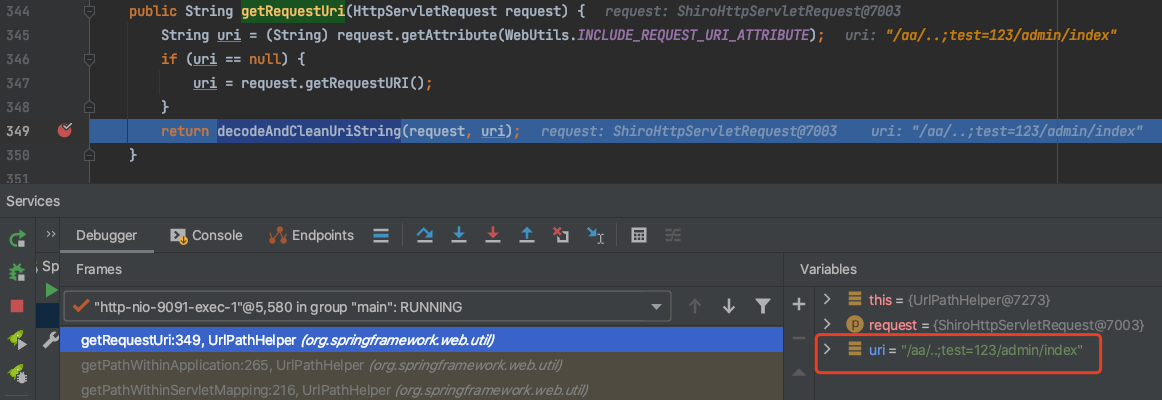 344 public String getRequestUri(HttpServletRequest request) { request: ShiroHttpServletRequest@7003
345 String uri = (String) request.getAttribute(WebUtils.INCLUDE_REQUEST_URI_ATTRIBUTE); uri: "/aa/..;test=123/admin/index"
346 if (uri == null) {
347 uri = request.getRequestURI();
348 }
349 return decodeAndCleanUriString(request, uri); request: ShiroHttpServletRequest@7003 uri: "/aa/..;test=123/admin/index"
350 }
351
Services
Debugger Console Endpoints
Sp
Frames Variables
"http-nio-9091-exec-1"@5,580 in group "main": RUNNING
this = {UrlPathHelper@7273}
request = {ShiroHttpServletRequest@7003}
uri = "/aa/..;test=123/admin/index"
getRequestUri:349, UrlPathHelper (org.springframework.web.util)
getPathWithinApplication:265, UrlPathHelper (org.springframework.web.util)
getPathWithinServletMapping:216, UrlPathHelper (org.springframework.web.util)